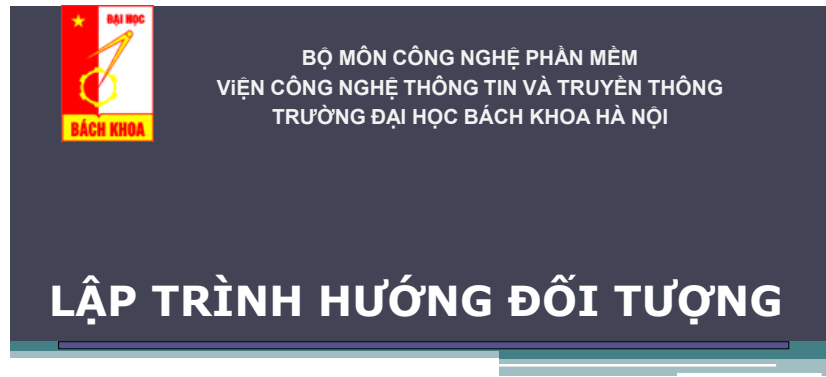 ĐẠI HỌC
BÁCH KHOA
BỘ MÔN CÔNG NGHỆ PHẦN MỀM
ViỆN CÔNG NGHỆ THÔNG TIN VÀ TRUYỀN THÔNG
TRƯỜNG ĐẠI HỌC BÁCH KHOA HÀ NỘI
LẬP TRÌNH HƯỚNG ĐỐI TƯỢNG